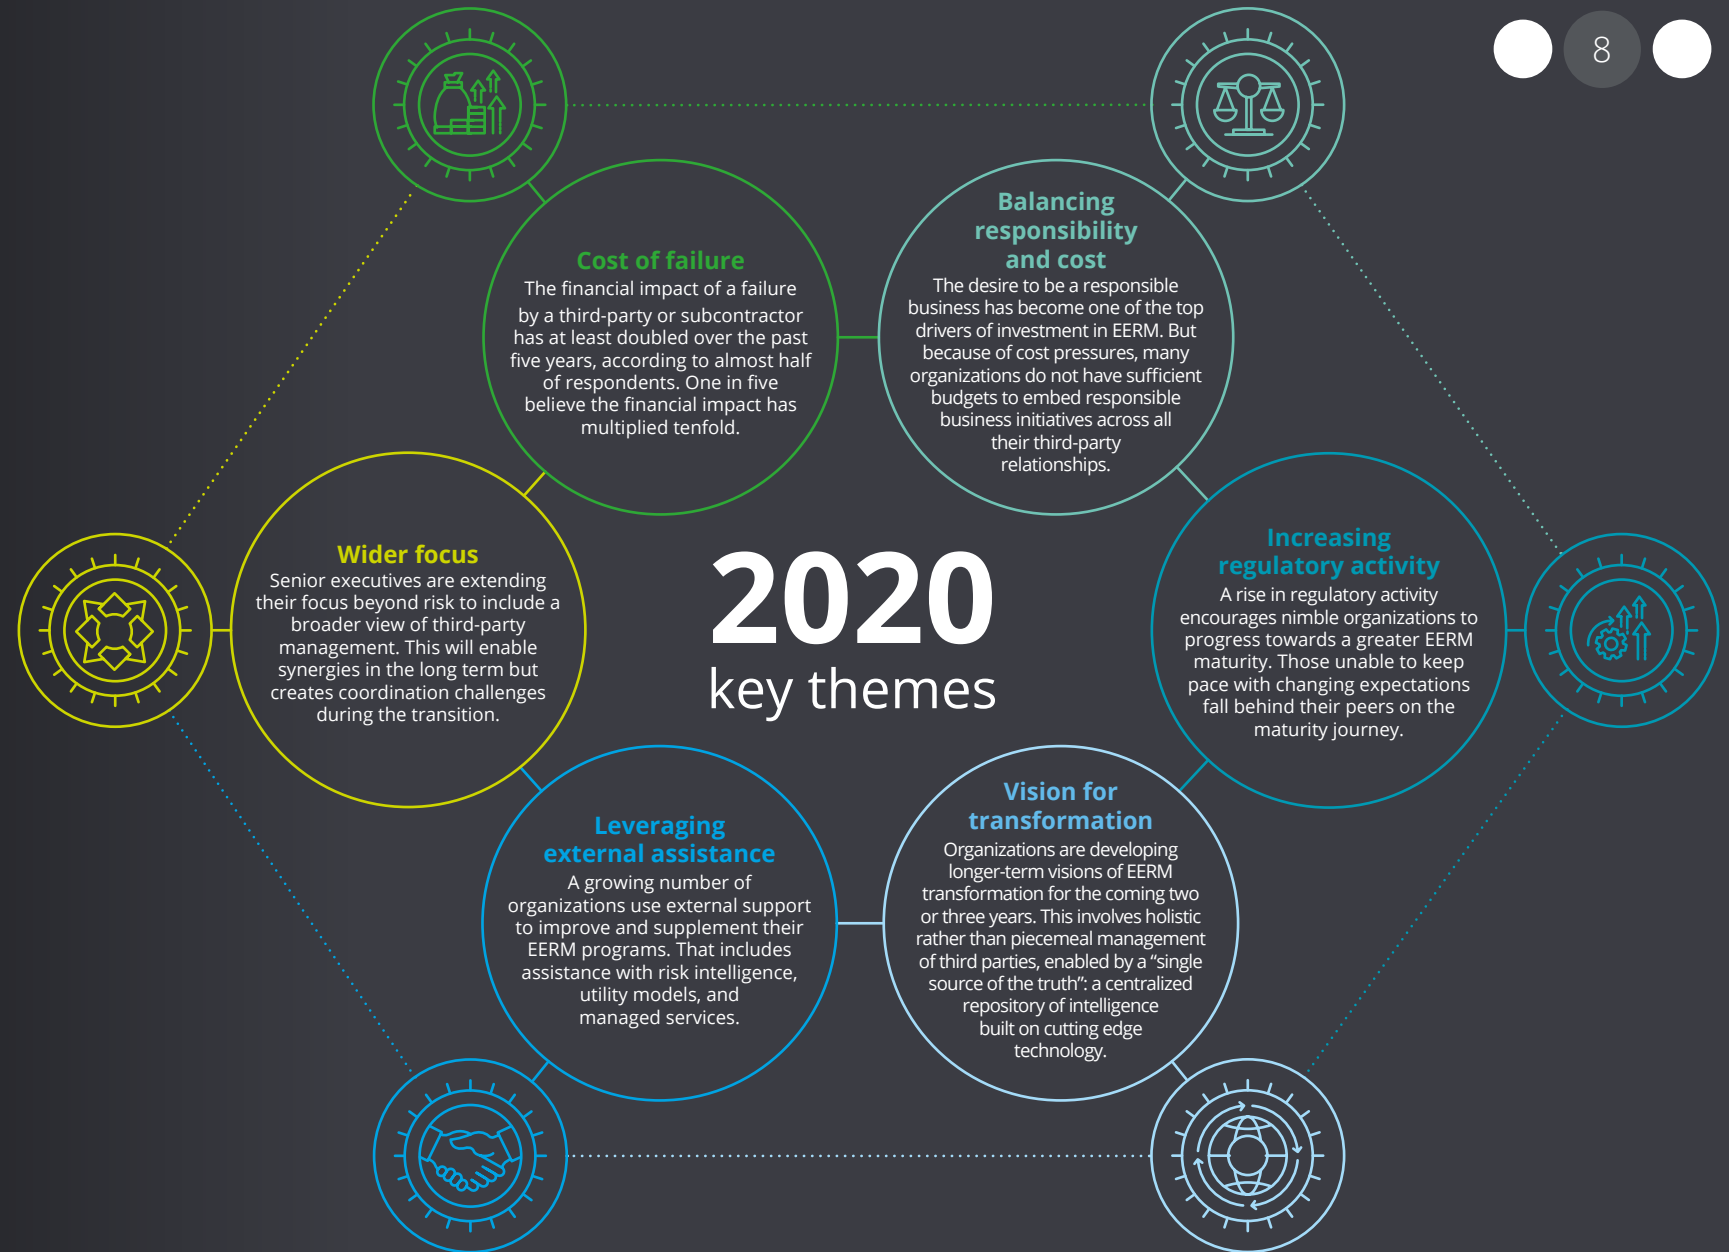 8
Cost of failure
The financial impact of a failure
by a third-party or subcontractor
has at least doubled over the past
five years, according to almost half
of respondents. One in five
believe the financial impact has
multiplied tenfold.
Balancing
responsibility
and cost
The desire to be a responsible
business has become one of the top
drivers of investment in EERM. But
because of cost pressures, many
organizations do not have sufficient
budgets to embed responsible
business initiatives across all
their third-party
relationships.
Wider focus
Senior executives are extending
their focus beyond risk to include a
broader view of third-party
management. This will enable
synergies in the long term but
creates coordination challenges
during the transition.
2020
key themes
Increasing
regulatory activity
A rise in regulatory activity
encourages nimble organizations to
progress towards a greater EERM
maturity. Those unable to keep
pace with changing expectations
fall behind their peers on the
maturity journey.
Leveraging
external assistance
A growing number of
organizations use external support
to improve and supplement their
EERM programs. That includes
assistance with risk intelligence,
utility models, and
managed services.
Vision for
transformation
Organizations are developing
longer-term visions of EERM
transformation for the coming two
or three years. This involves holistic
rather than piecemeal management
of third parties, enabled by a “single
source of the truth”: a centralized
repository of intelligence
built on cutting edge
technology.